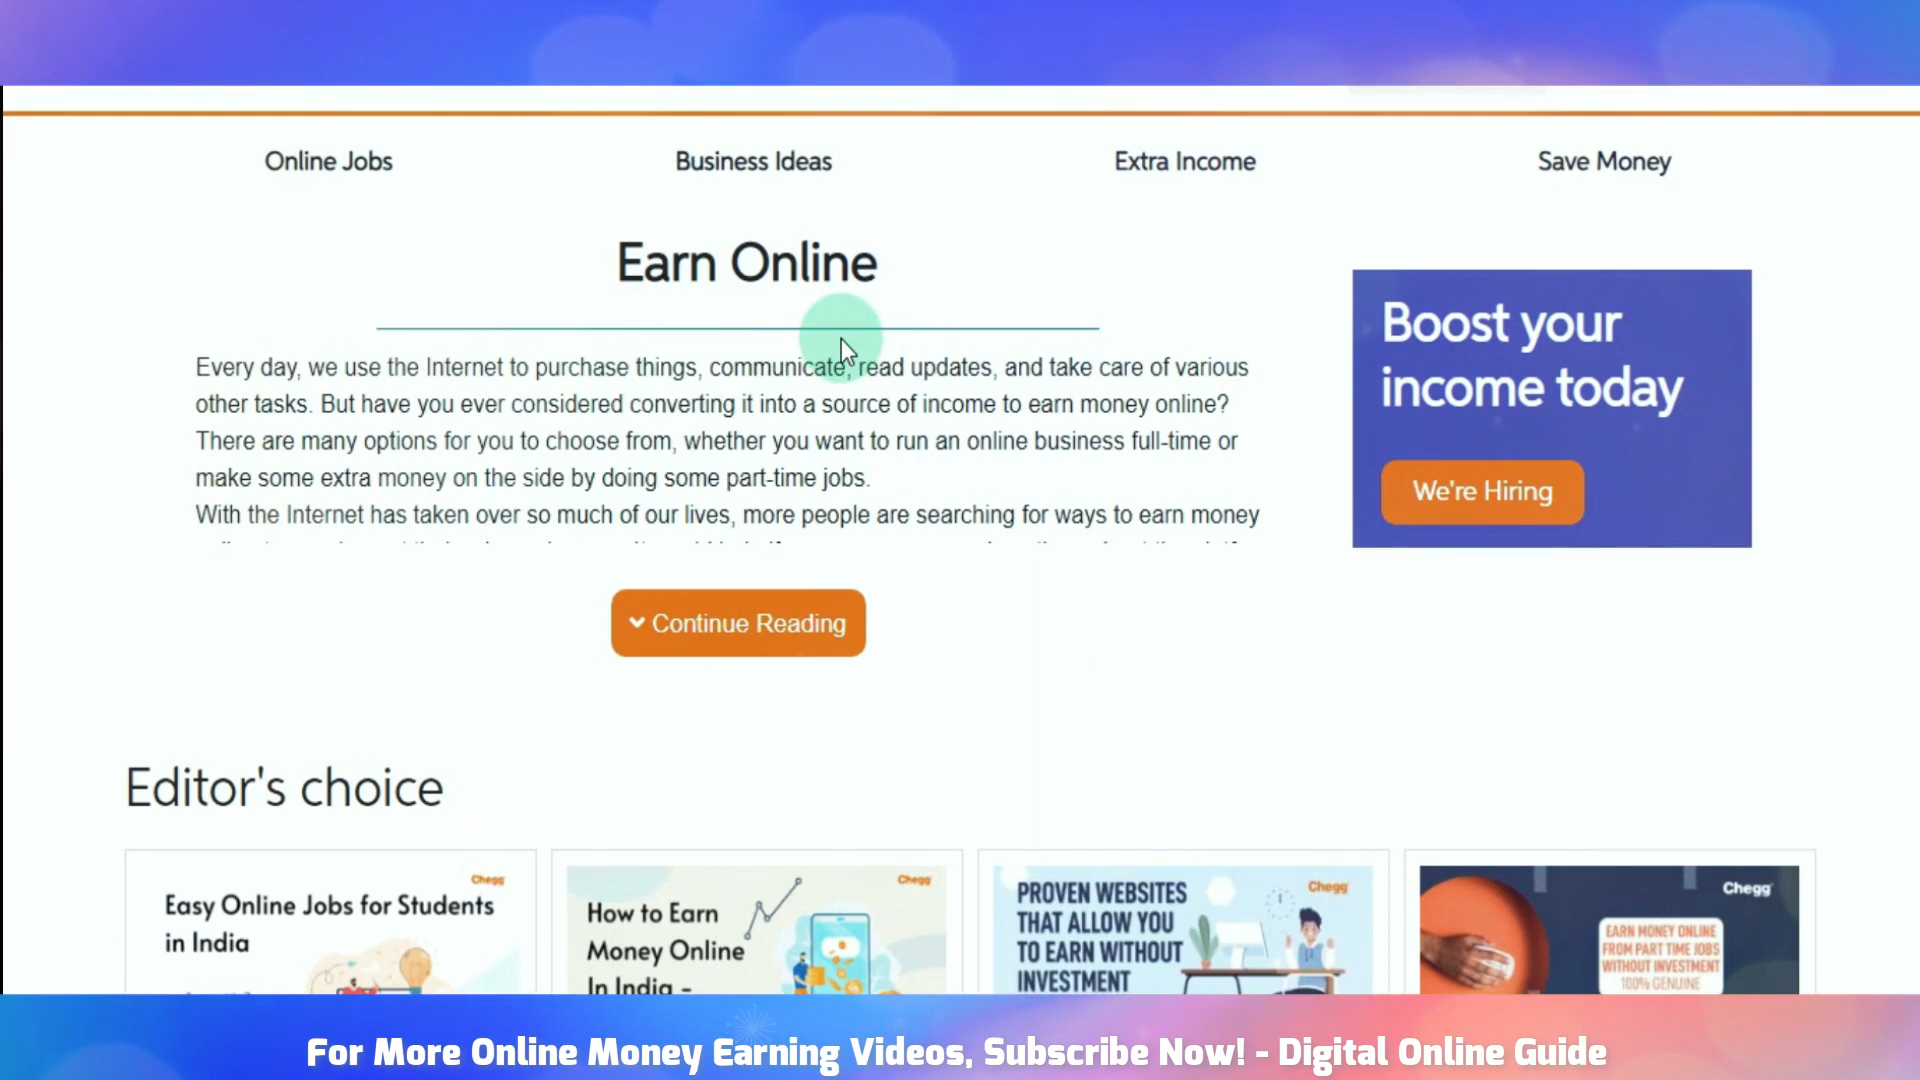 Online Jobs
Business Ideas
Extra Income
Save Money
Earn Online
Every day, we use the Internet to purchase things, communicate, read updates, and take care of various
other tasks. But have you ever considered converting it into a source of income to earn money online?
There are many options for you to choose from, whether you want to run an online business full-time or
make some extra money on the side by doing some part-time jobs.
With the Internet has taken over so much of our lives, more people are searching for ways to earn money
Continue Reading
Boost your
income today
We're Hiring
Editor's choice
Chegg
Easy Online Jobs for Students
in India
Chegg
How to Earn
Money Online
In India -
Chegg
PROVEN WEBSITES
THAT ALLOW YOU
TO EARN WITHOUT
INVESTMENT
Chegg
EARN MONEY ONLINE
FROM PART TIME JOBS
WITHOUT INVESTMENT
100% GENUINE
For More Online Money Earning Videos, Subscribe Now! - Digital Online Guide